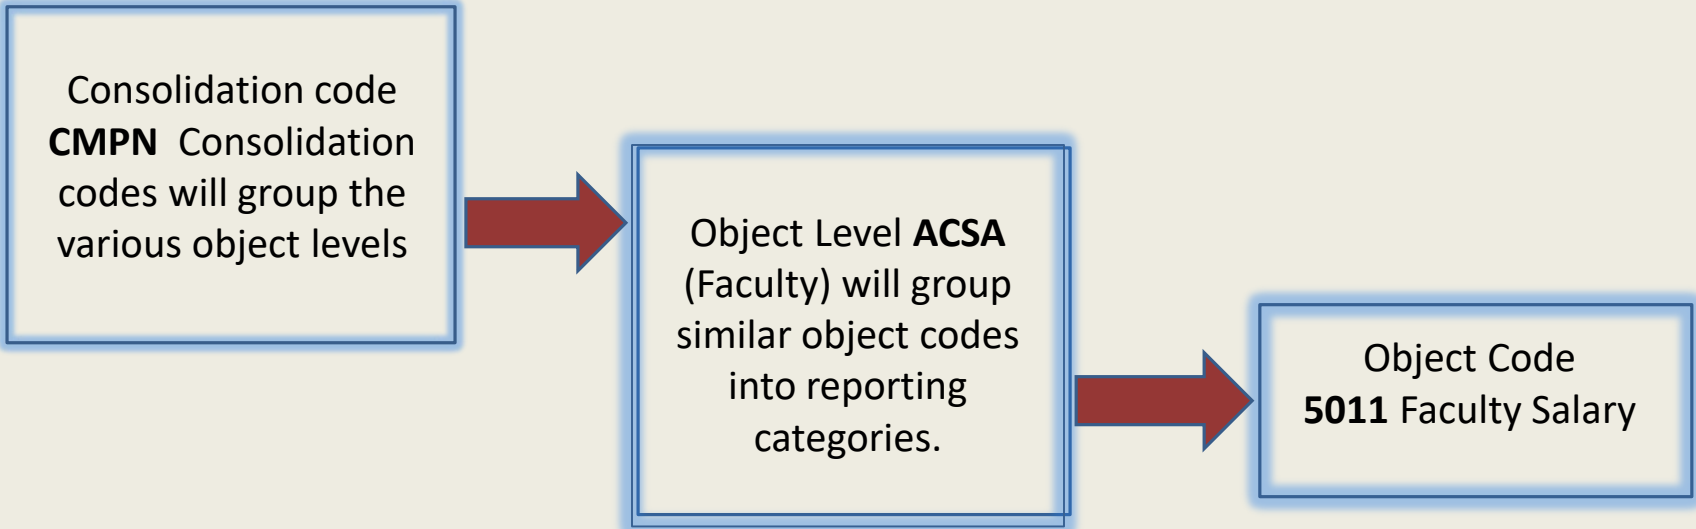 Consolidation code
CMPN Consolidation
codes will group the
various object levels
Object Level ACSA
(Faculty) will group
similar object codes
into reporting
categories.
Object Code
5011 Faculty Salary